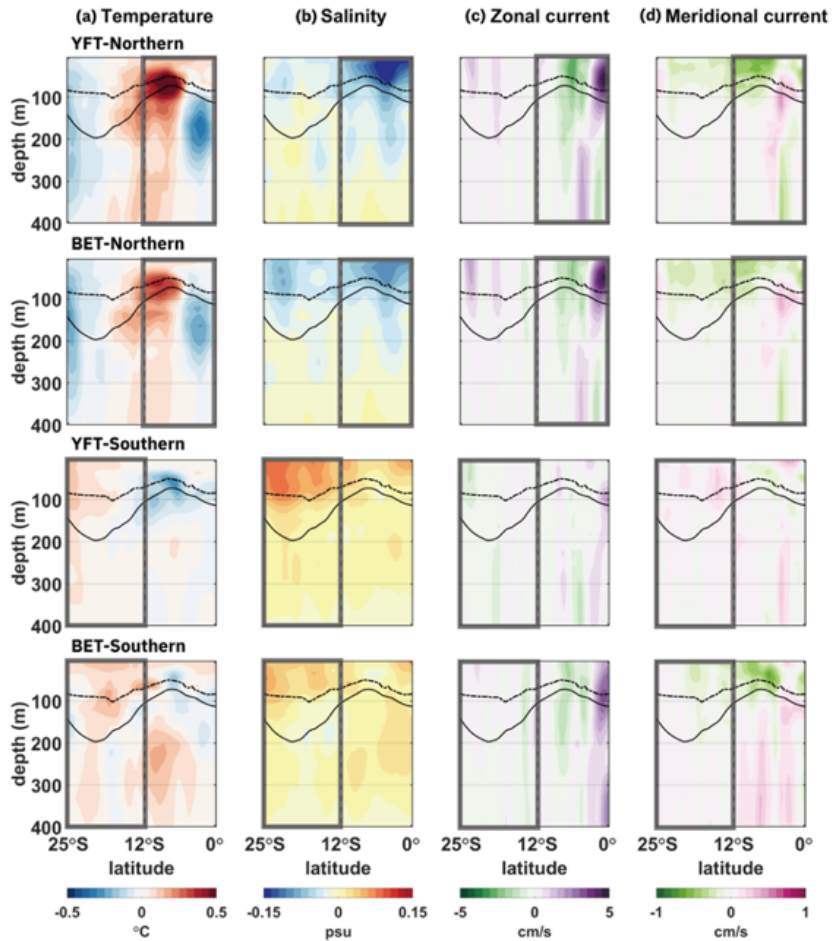 (a) Temperature (b) Salinity (c) Zonal current (d) Meridional current
YFT-Northern
depth (m)
100
200
300
400
BET-Northern
depth (m)
100
200
300
400
YFT-Southern
depth (m)
100
200
300
400
BET-Southern
depth (m)
100
200
300
400
25°S 12°S 0° 25°S 12°S 0° 25°S 12°S 0° 25°S 12°S 0°
latitude latitude latitude latitude
-0.5 0 0.5 -0.15 0 0.15 -5 0 5 -1 0 1
°C psu cm/s cm/s